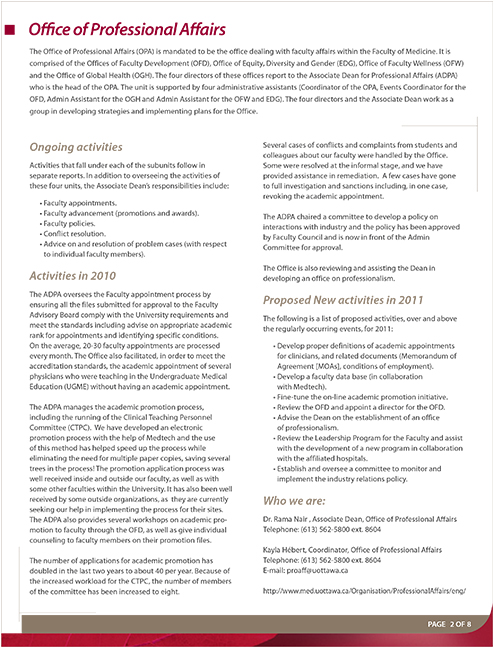 Office of Professional Affairs
The Office of Professional Affairs (OPA) is mandated to be the office dealing with faculty affairs within the Faculty of Medicine. It is
comprised of the Offices of Faculty Development (OFD), Office of Equity, Diversity and Gender (EDG), Office of Faculty Wellness (OFW)
and the Office of Global Health (OGH). The four directors of these offices report to the Associate Dean for Professional Affairs (ADPA)
who is the head of the OPA. The unit is supported by four administrative assistants (Coordinator of the OPA, Events Coordinator for the
OFD, Admin Assistant for the OGH and Admin Assistant for the OFW and EDG). The four directors and the Associate Dean work as a
group in developing strategies and implementing plans for the Office.
Ongoing activities
Activities that fall under each of the subunits follow in
separate reports. In addition to overseeing the activities of
these four units, the Associate Dean's responsibilities include:
• Faculty appointments.
• Faculty advancement (promotions and awards).
• Faculty policies.
• Conflict resolution.
• Advice on and resolution of problem cases (with respect
to individual faculty members).
Activities in 2010
The ADPA oversees the Faculty appointment process by
ensuring all the files submitted for approval to the Faculty
Advisory Board comply with the University requirements and
meet the standards including advise on appropriate academic
rank for appointments and identifying specific conditions.
On the average, 20-30 faculty appointments are processed
every month. The Office also facilitated, in order to meet the
accreditation standards, the academic appointment of several
physicians who were teaching in the Undergraduate Medical
Education (UGME) without having an academic appointment.
The ADPA manages the academic promotion process,
including the running of the Clinical Teaching Personnel
Committee (CTPC). We have developed an electronic
promotion process with the help of Medtech and the use
of this method has helped speed up the process while
eliminating the need for multiple paper copies, saving several
trees in the process! The promotion application process was
well received inside and outside our faculty, as well as with
some other faculties within the University. It has also been well
received by some outside organizations, as they are currently
seeking our help in implementing the process for their sites.
The ADPA also provides several workshops on academic pro-
motion to faculty through the OFD, as well as give individual
counseling to faculty members on their promotion files.
The number of applications for academic promotion has
doubled in the last two years to about 40 per year. Because of
the increased workload for the CTPC, the number of members
of the committee has been increased to eight.
Several cases of conflicts and complaints from students and
colleagues about our faculty were handled by the Office.
Some were resolved at the informal stage, and we have
provided assistance in remediation. A few cases have gone
to full investigation and sanctions including, in one case,
revoking the academic appointment.
The ADPA chaired a committee to develop a policy on
interactions with industry and the policy has been approved
by Faculty Council and is now in front of the Admin
Committee for approval.
The Office is also reviewing and assisting the Dean in
developing an office on professionalism.
Proposed New activities in 2011
The following is a list of proposed activities, over and above
the regularly occurring events, for 2011:
• Develop proper definitions of academic appointments
for clinicians, and related documents (Memorandum of
Agreement [MOAs], conditions of employment).
• Develop a faculty data base (in collaboration
with Medtech).
• Fine-tune the on-line academic promotion initiative.
• Review the OFD and appoint a director for the OFD.
• Advise the Dean on the establishment of an office
of professionalism.
• Review the Leadership Program for the Faculty and assist
with the development of a new program in collaboration
with the affiliated hospitals.
• Establish and oversee a committee to monitor and
implement the industry relations policy.
Who we are:
Dr. Rama Nair , Associate Dean, Office of Professional Affairs
Telephone: (613) 562-5800 ext. 8604
Kayla Hébert, Coordinator, Office of Professional Affairs
Telephone: (613) 562-5800 ext. 8604
E-mail: proaff@uottawa.ca
http://www.med.uottawa.ca/Organisation/ProfessionalAffairs/eng/
PAGE 2 OF 8